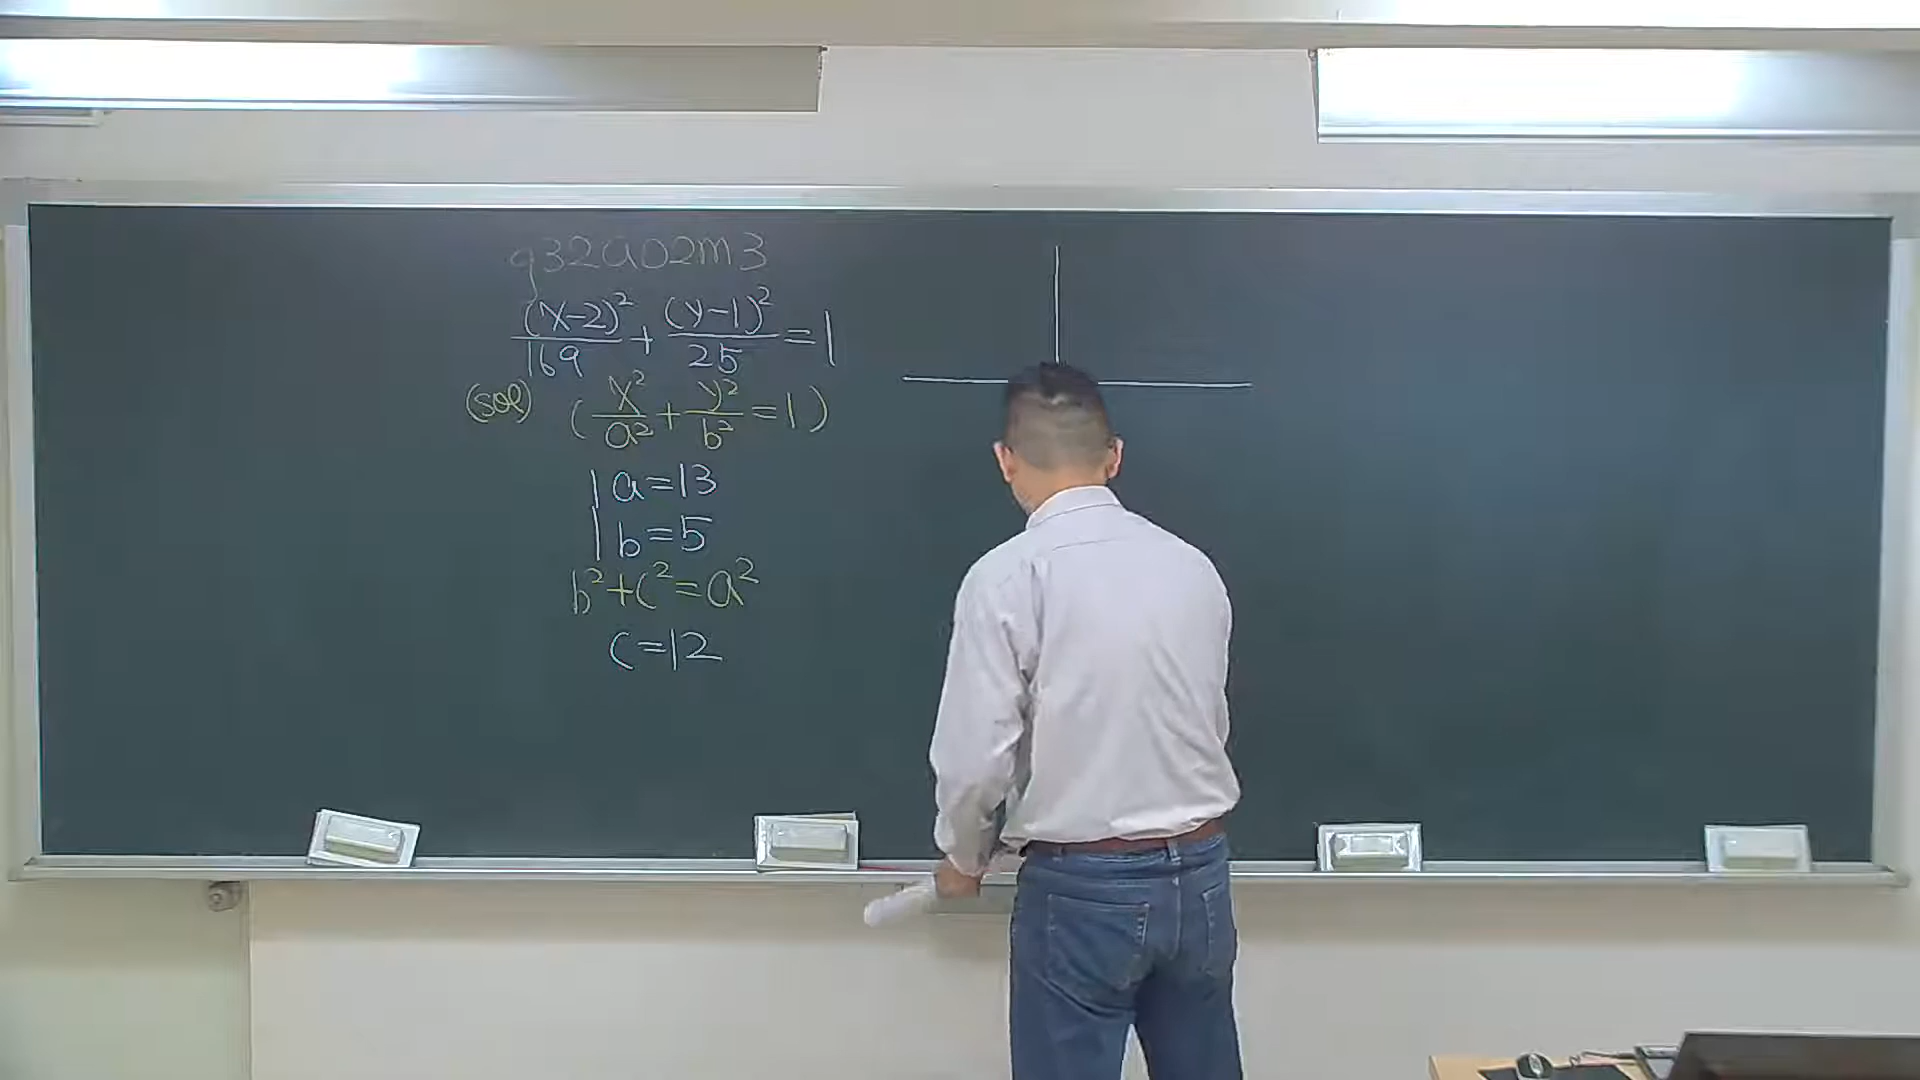 g32a02m3
(x-2)²/169 + (y-1)²/25 = 1
(sol) (x²/a² + y²/b² = 1)
a=13
b=5
b²+c²=a²
c=12